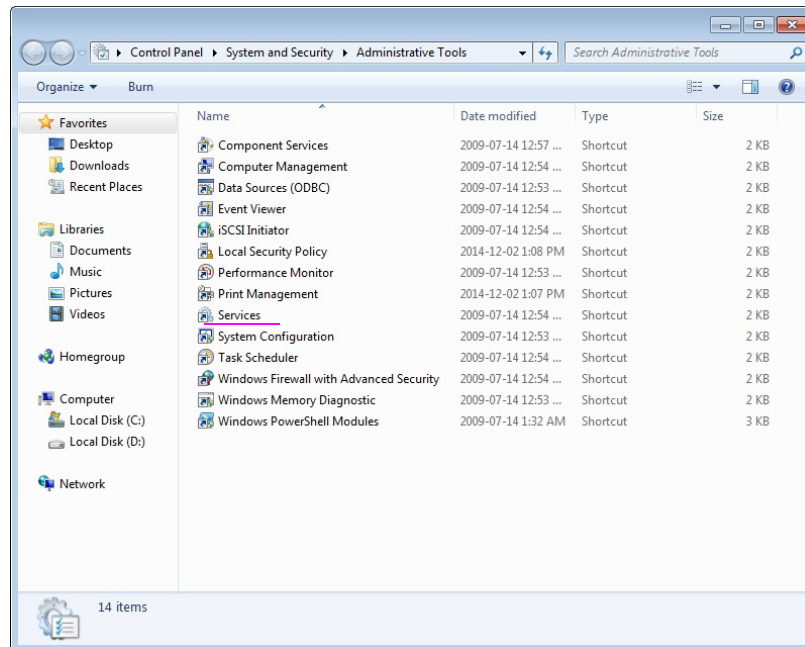 Control Panel ▸ System and Security ▸ Administrative Tools
Search Administrative Tools
Organize
Burn
Name Date modified Type Size
Favorites
Desktop
Downloads
Recent Places
Libraries
Documents
Music
Pictures
Videos
Homegroup
Computer
Local Disk (C:)
Local Disk (D:)
Network
Component Services 2009-07-14 12:57 ... Shortcut 2 KB
Computer Management 2009-07-14 12:54 ... Shortcut 2 KB
Data Sources (ODBC) 2009-07-14 12:53 ... Shortcut 2 KB
Event Viewer 2009-07-14 12:54 ... Shortcut 2 KB
iSCSI Initiator 2009-07-14 12:54 ... Shortcut 2 KB
Local Security Policy 2014-12-02 1:08 PM Shortcut 2 KB
Performance Monitor 2009-07-14 12:53 ... Shortcut 2 KB
Print Management 2014-12-02 1:07 PM Shortcut 2 KB
Services 2009-07-14 12:54 ... Shortcut 2 KB
System Configuration 2009-07-14 12:53 ... Shortcut 2 KB
Task Scheduler 2009-07-14 12:54 ... Shortcut 2 KB
Windows Firewall with Advanced Security 2009-07-14 12:54 ... Shortcut 2 KB
Windows Memory Diagnostic 2009-07-14 12:53 ... Shortcut 2 KB
Windows PowerShell Modules 2009-07-14 1:32 AM Shortcut 3 KB
14 items